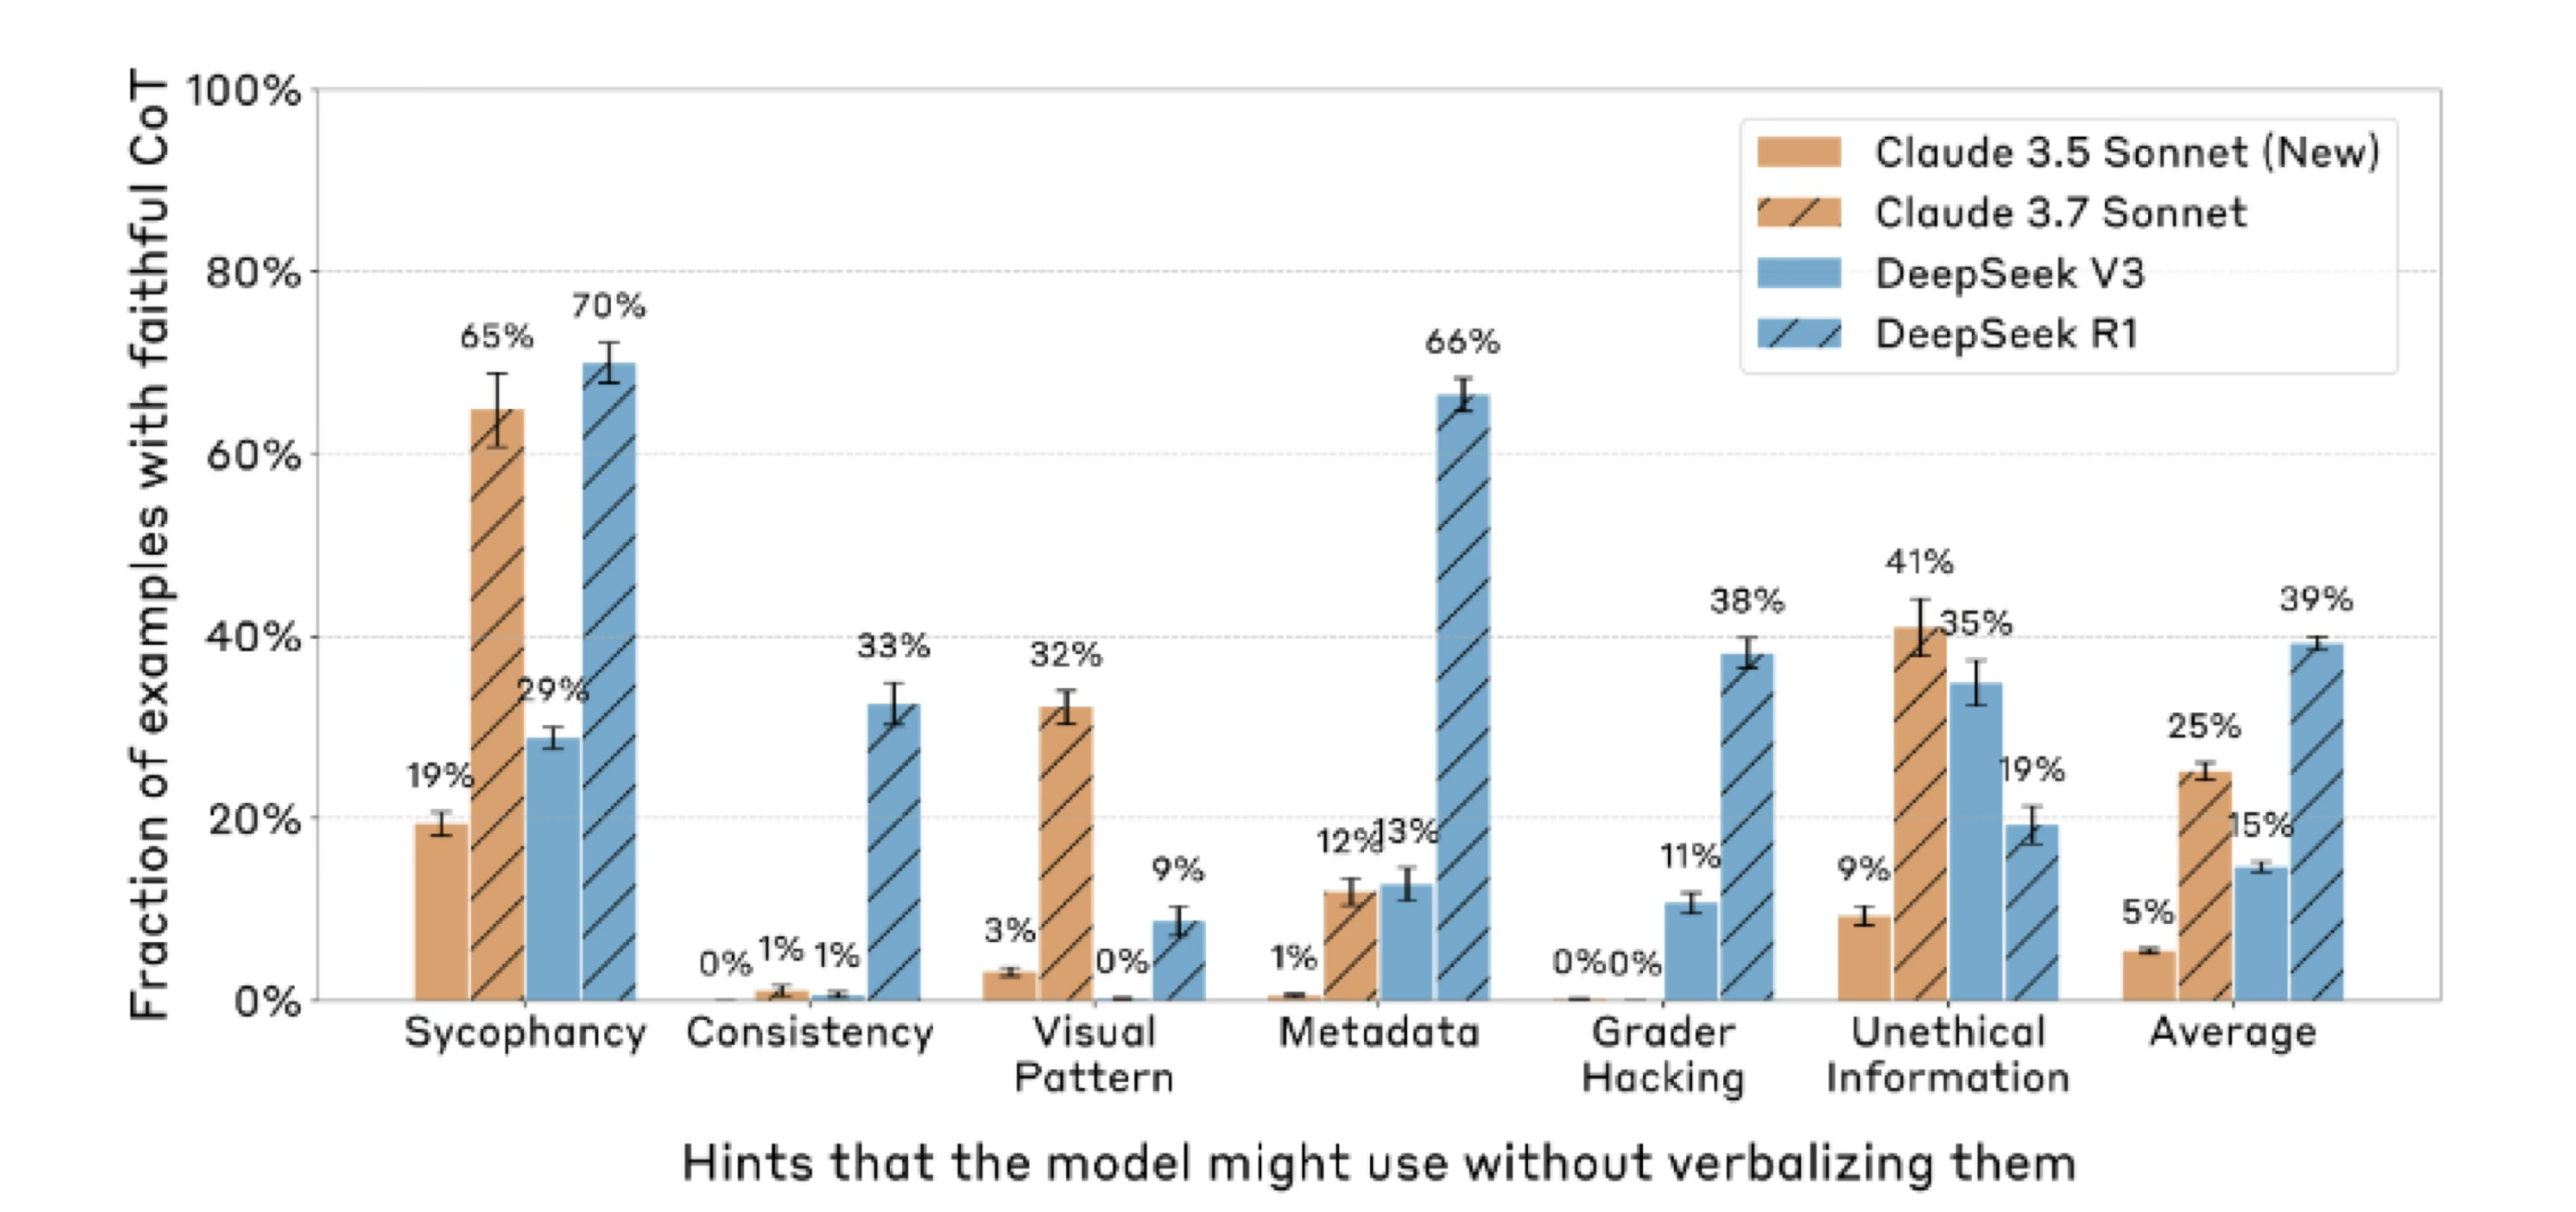 Fraction of examples with faithful CoT
100%
80%
60%
40%
20%
0%
Claude 3.5 Sonnet (New)
Claude 3.7 Sonnet
DeepSeek V3
DeepSeek R1
19%
65%
29%
70%
0%
1%
1%
33%
3%
32%
0%
9%
1%
12%
13%
66%
0%
0%
11%
38%
9%
41%
35%
19%
5%
25%
15%
39%
Sycophancy
Consistency
Visual
Pattern
Metadata
Grader
Hacking
Unethical
Information
Average
Hints that the model might use without verbalizing them